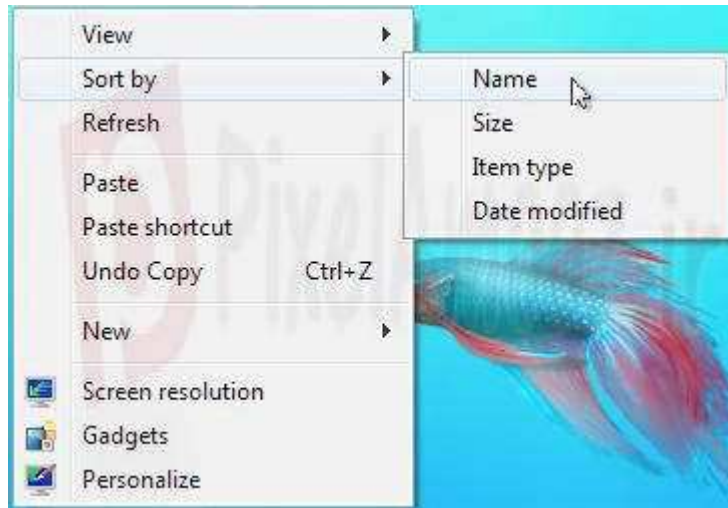 View
Sort by
Refresh
Paste
Paste shortcut
Undo Copy Ctrl+Z
New
Screen resolution
Gadgets
Personalize
Name
Size
Item type
Date modified